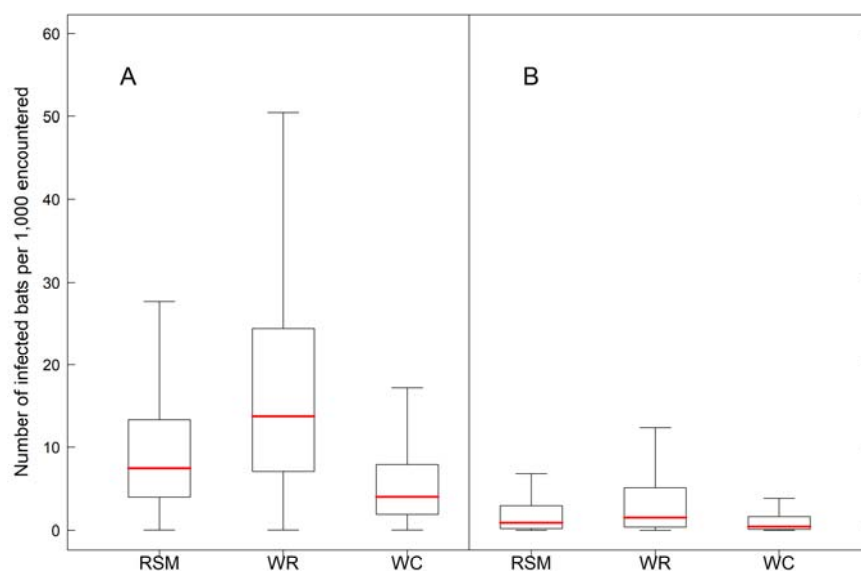 Number of infected bats per 1,000 encountered
60
50
40
30
20
10
0
A
B
RSM
WR
WC
RSM
WR
WC